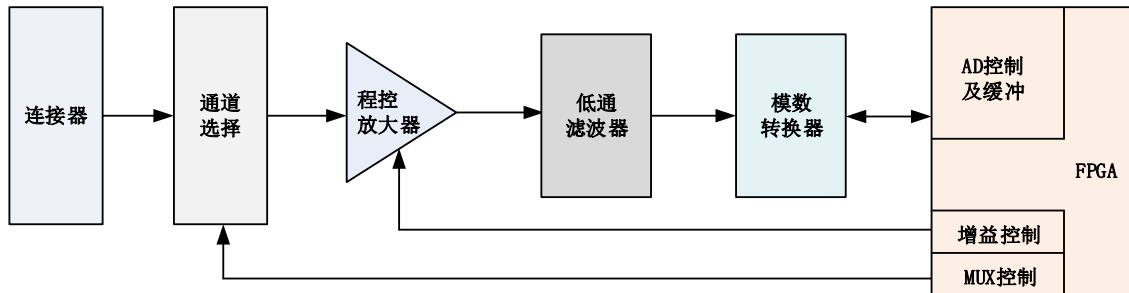 连接器
通道
选择
程控
放大器
低通
滤波器
模数
转换器
AD控制
及缓冲
FPGA
增益控制
MUX控制